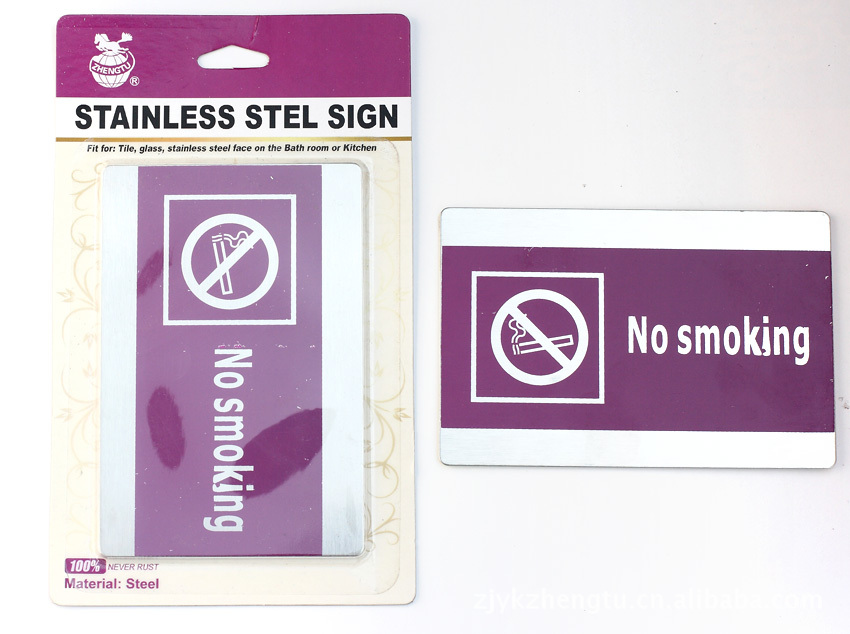 ZHENGTU
®
STAINLESS STEL SIGN
Fit for: Tile, glass, stainless steel face on the Bath room or Kitchen
No smoking
100% NEVER RUST
Material: Steel
No smoking
zjykzhengtu.cn.alibaba.com